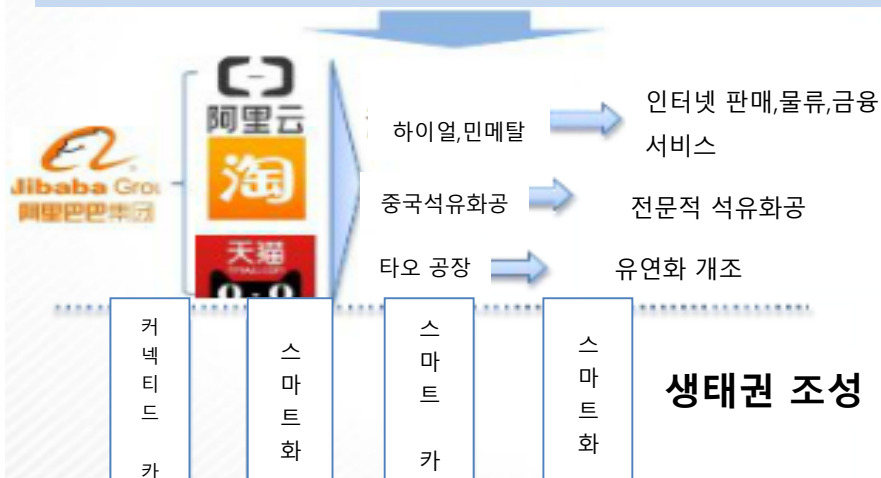 阿里云
淘
天猫
Alibaba Grou
阿里巴巴集团
하이얼,민메탈
인터넷 판매,물류,금융
서비스
중국석유화공
전문적 석유화공
타오 공장
유연화 개조
커넥티드 카
스마트화
스마트 카
스마트화
생태권 조성